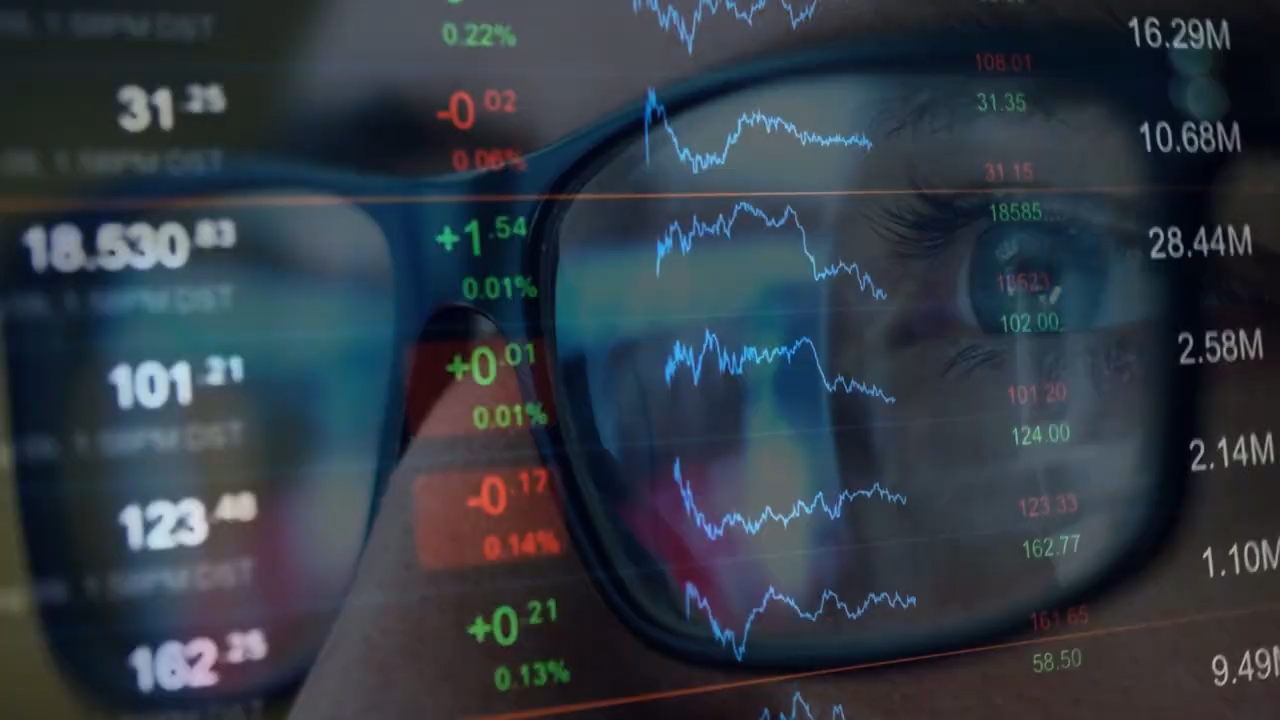 0.22%
16.29M
108.01
31.25 -0.02 31.35 10.68M
0.06%
31.15
18.530.83 +1.54 18585... 28.44M
0.01% 18523
102.00
101.21 +0.01 2.58M
0.01% 101.20
124.00
123.48 -0.17 2.14M
0.14% 123.33
162.77 1.10M
162.25 +0.21 161.65
0.13% 58.50 9.49M